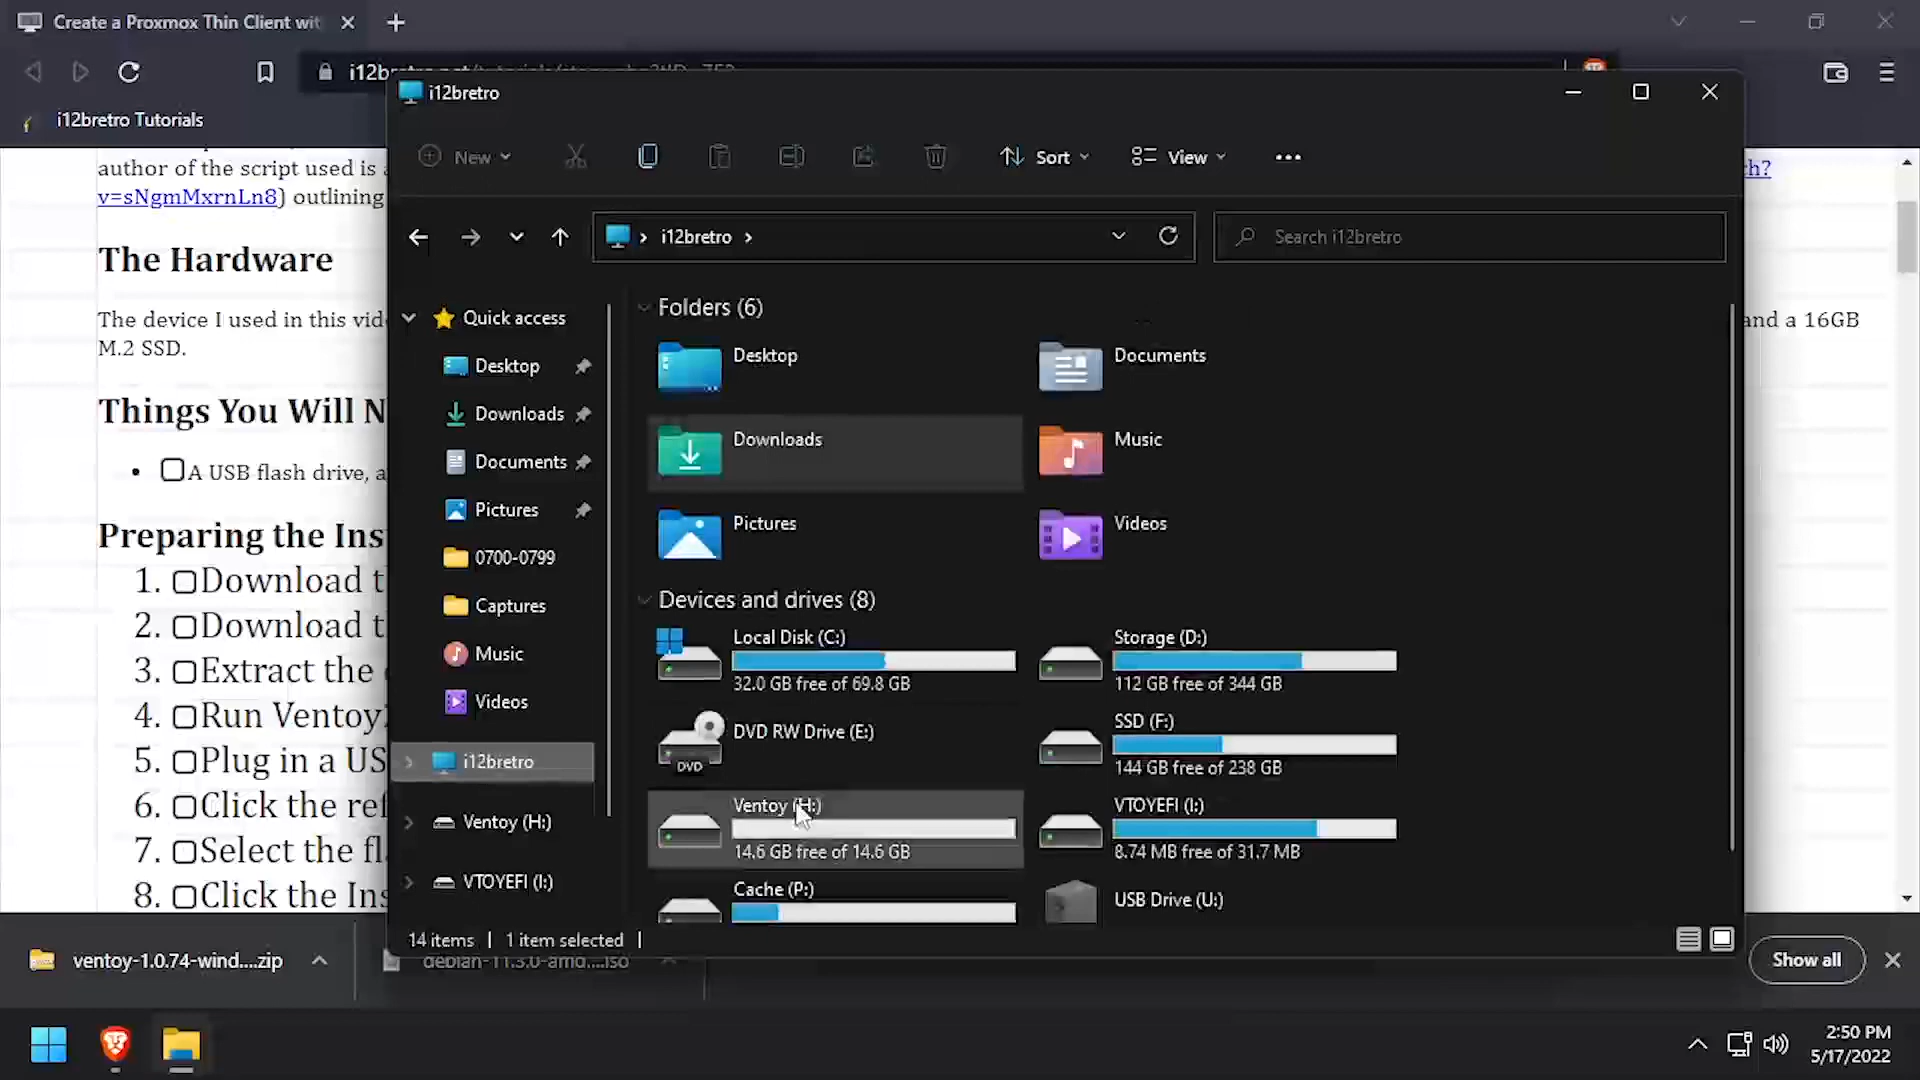 Create a Proxmox Thin Client wit
i12bretro Tutorials
author of the script used is a
v=sNgmMxrnLn8) outlining
ch?
The Hardware
The device I used in this vid
and a 16GB
M.2 SSD.
Things You Will N
A USB flash drive, a
Preparing the Ins
1. Download t
2. Download t
3. Extract the
4. Run Ventoy
5. Plug in a US
6. Click the ref
7. Select the fl
8. Click the Ins
i12bretro
New
Sort
View
i12bretro
Search i12bretro
Quick access
Desktop
Downloads
Documents
Pictures
0700-0799
Captures
Music
Videos
i12bretro
Ventoy (H:)
VTOYEFI (I:)
Folders (6)
Desktop
Documents
Downloads
Music
Pictures
Videos
Devices and drives (8)
Local Disk (C:)
32.0 GB free of 69.8 GB
Storage (D:)
112 GB free of 344 GB
DVD RW Drive (E:)
DVD
SSD (F:)
144 GB free of 238 GB
Ventoy (H:)
14.6 GB free of 14.6 GB
VTOYEFI (I:)
8.74 MB free of 31.7 MB
Cache (P:)
USB Drive (U:)
14 items
1 item selected
ventoy-1.0.74-wind....zip
debian-11.3.0-amd....iso
Show all
2:50 PM
5/17/2022